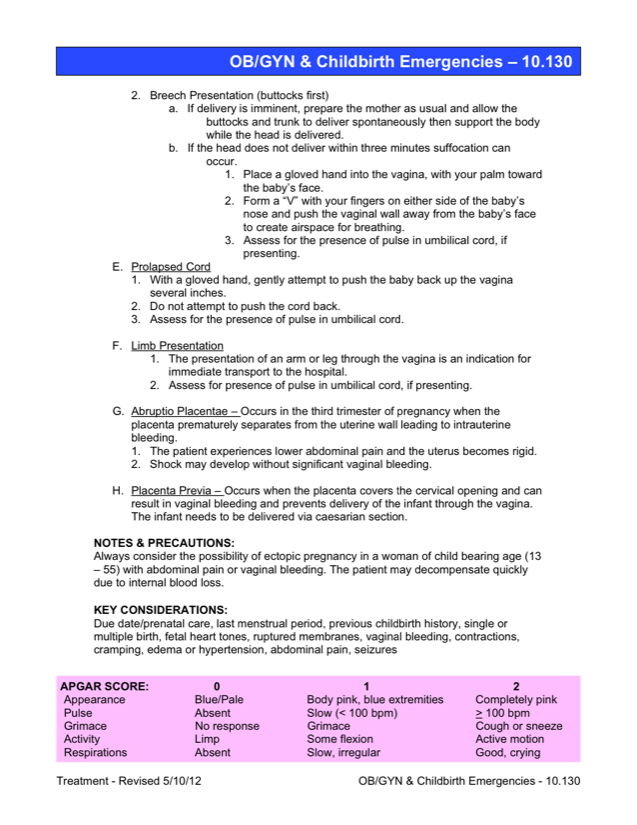 OB/GYN & Childbirth Emergencies – 10.130
2. Breech Presentation (buttocks first)
a. If delivery is imminent, prepare the mother as usual and allow the
buttocks and trunk to deliver spontaneously then support the body
while the head is delivered.
b. If the head does not deliver within three minutes suffocation can
occur.
1. Place a gloved hand into the vagina, with your palm toward
the baby's face.
2. Form a “V” with your fingers on either side of the baby's
nose and push the vaginal wall away from the baby's face
to create airspace for breathing.
3. Assess for the presence of pulse in umbilical cord, if
presenting.
E. Prolapsed Cord
1. With a gloved hand, gently attempt to push the baby back up the vagina
several inches.
2. Do not attempt to push the cord back.
3. Assess for the presence of pulse in umbilical cord.
F. Limb Presentation
1. The presentation of an arm or leg through the vagina is an indication for
immediate transport to the hospital.
2. Assess for presence of pulse in umbilical cord, if presenting.
G. Abruptio Placentae – Occurs in the third trimester of pregnancy when the
placenta prematurely separates from the uterine wall leading to intrauterine
bleeding.
1. The patient experiences lower abdominal pain and the uterus becomes rigid.
2. Shock may develop without significant vaginal bleeding.
H. Placenta Previa – Occurs when the placenta covers the cervical opening and can
result in vaginal bleeding and prevents delivery of the infant through the vagina.
The infant needs to be delivered via caesarian section.
NOTES & PRECAUTIONS:
Always consider the possibility of ectopic pregnancy in a woman of child bearing age (13
– 55) with abdominal pain or vaginal bleeding. The patient may decompensate quickly
due to internal blood loss.
KEY CONSIDERATIONS:
Due date/prenatal care, last menstrual period, previous childbirth history, single or
multiple birth, fetal heart tones, ruptured membranes, vaginal bleeding, contractions,
cramping, edema or hypertension, abdominal pain, seizures
APGAR SCORE: 0 1 2
Appearance Blue/Pale Body pink, blue extremities Completely pink
Pulse Absent Slow (< 100 bpm) ≥ 100 bpm
Grimace No response Grimace Cough or sneeze
Activity Limp Some flexion Active motion
Respirations Absent Slow, irregular Good, crying
Treatment - Revised 5/10/12 OB/GYN & Childbirth Emergencies - 10.130